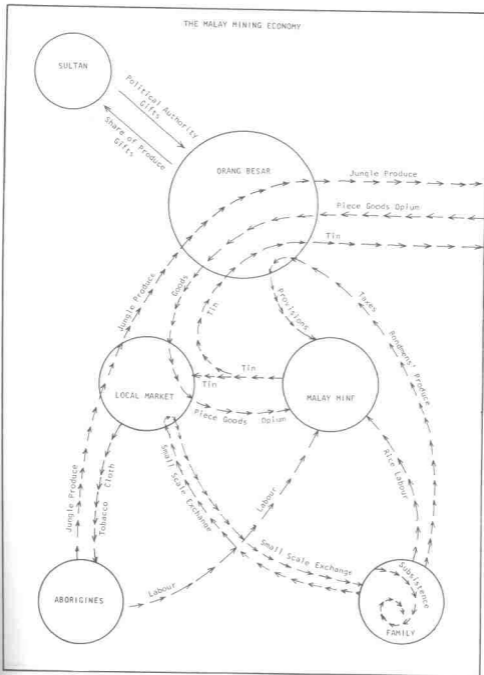 THE MALAY MINING ECONOMY
SULTAN
Political Authority
Gifts
Share of Produce
Gifts
ORANG BESAR
Jungle Produce
Piece Goods Opium
Tin
Goods
Tin
Provisions
Jungle Produce
Taxes
Bondmens' Produce
LOCAL MARKET
Tin
Tin
MALAY MINE
Piece Goods Opium
Small Scale Exchange
Jungle Produce
Tobacco Cloth
Labour
Rice Labour
Small Scale Exchange
Labour
ABORIGINES
Subsistence
FAMILY